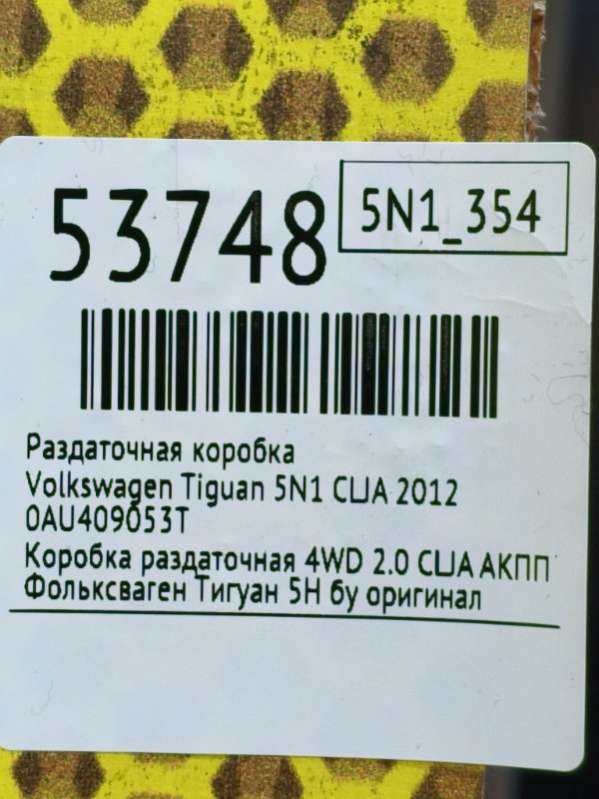 53748
5N1_354
Раздаточная коробка
Volkswagen Tiguan 5N1 CLJA 2012
0AU409053T
Коробка раздаточная 4WD 2.0 CLJA АКПП
Фольксваген Тигуан 5Н бу оригинал